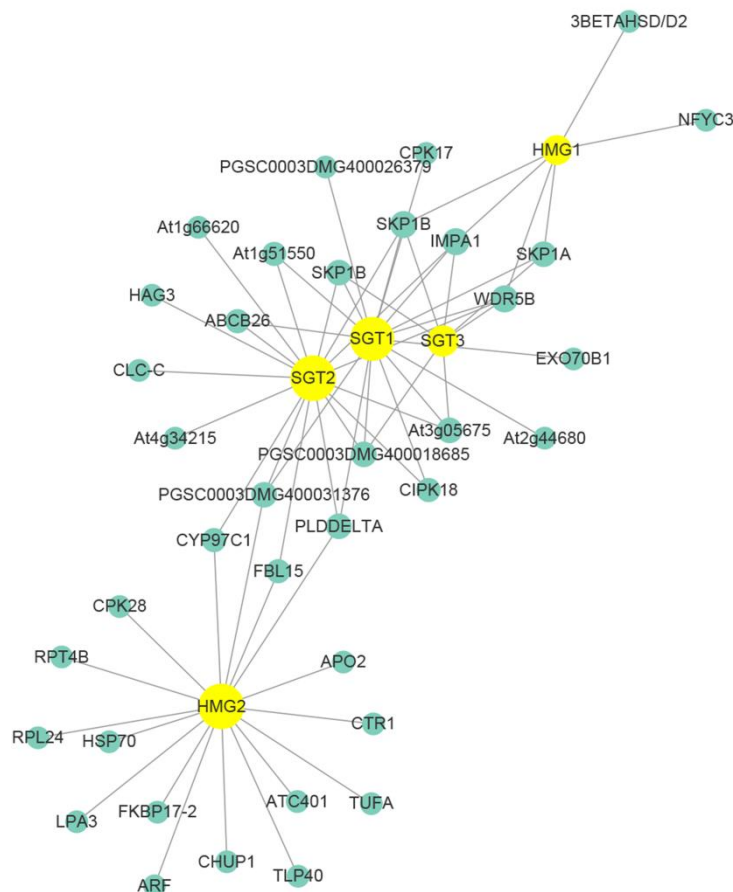 3BETAHSD/D2
NFYC3
HMG1
CPK17
PGSC0003DMG400026379
SKP1B
At1g66620
IMPA1
At1g51550
SKP1A
SKP1B
HAG3
WDR5B
ABCB26
SGT1
SGT3
EXO70B1
CLC-C
SGT2
At4g34215
At3g05675
At2g44680
PGSC0003DMG400018685
PGSC0003DMG400031376
CIPK18
PLDDELTA
CYP97C1
FBL15
CPK28
RPT4B
APO2
HMG2
CTR1
RPL24
HSP70
ATC401
TUFA
FKBP17-2
LPA3
CHUP1
TLP40
ARF